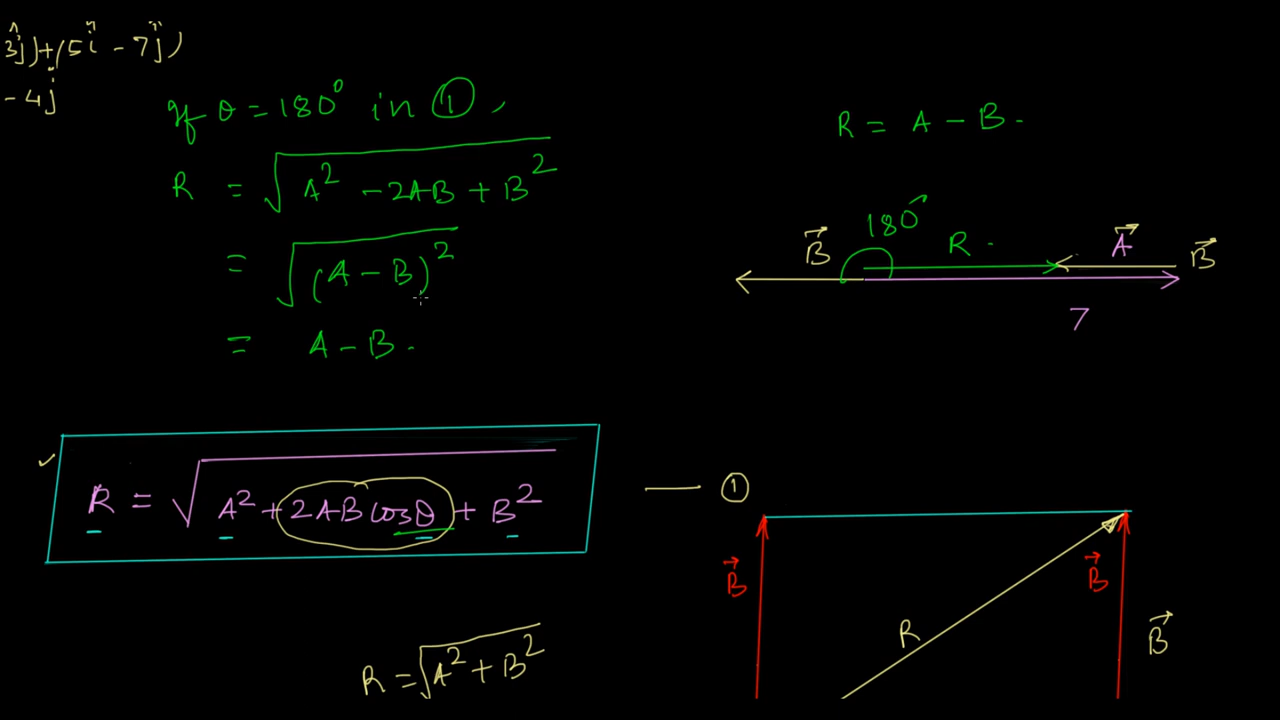 3ĵ)+(5î - 7ĵ)
- 4ĵ
If θ = 180° in ①,
R = √(A² - 2AB + B²)
= √(A - B)²
= A - B.
R = A - B.
180°
B⃗ R. A⃗ B⃗
7
✓
R = √(A² + 2AB cosθ + B²) — ①
B⃗ B⃗
R B⃗
R = √(A² + B²)